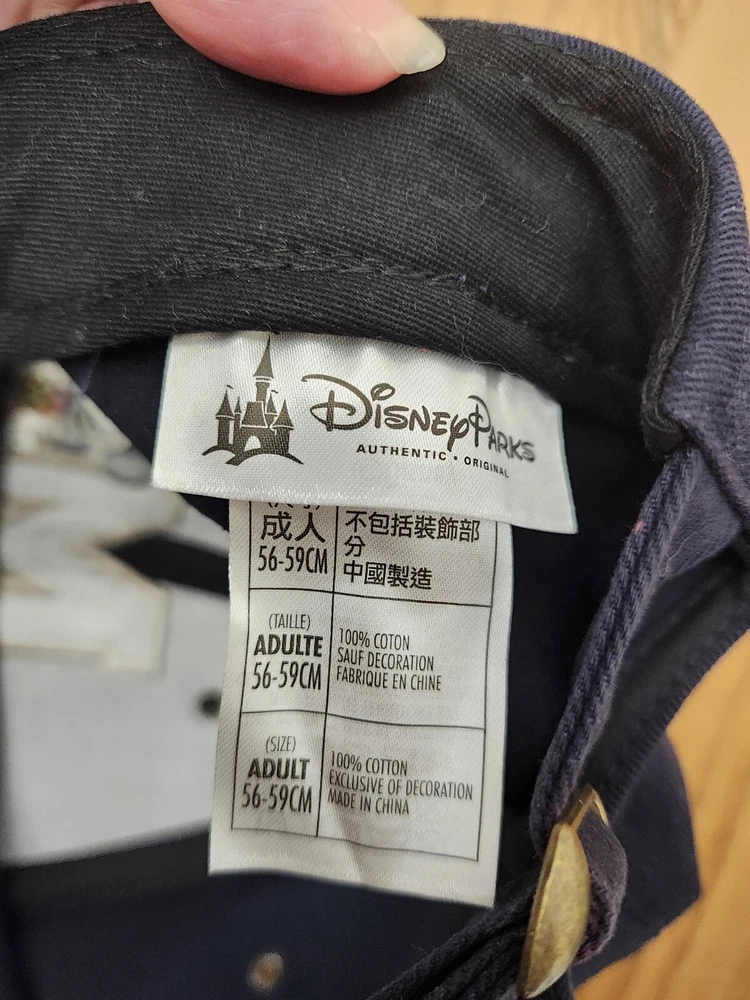 DISNEY PARKS
AUTHENTIC • ORIGINAL
成人
56-59CM
不包括裝飾部
分
中國製造
(TAILLE)
ADULTE
56-59CM
100% COTON
SAUF DECORATION
FABRIQUE EN CHINE
(SIZE)
ADULT
56-59CM
100% COTTON
EXCLUSIVE OF DECORATION
MADE IN CHINA